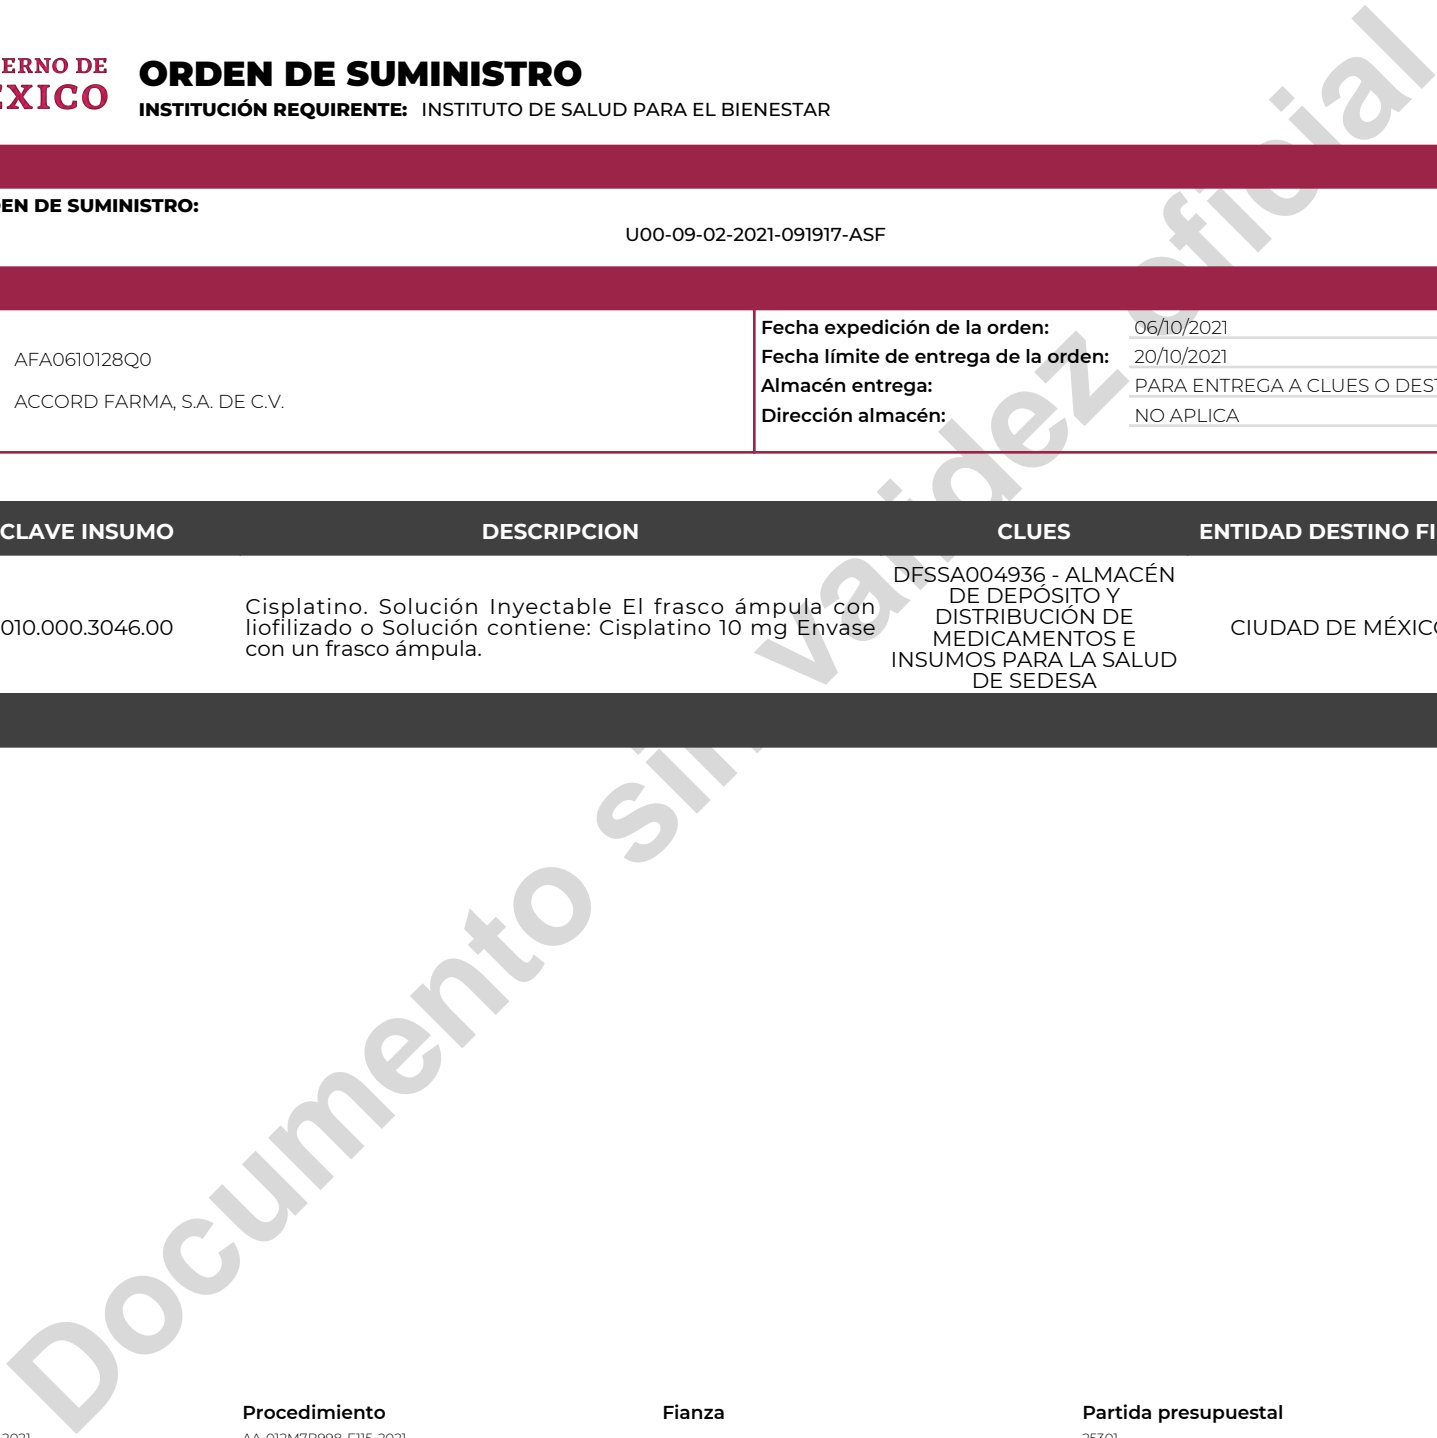 ERNO DE
ÉXICO
ORDEN DE SUMINISTRO
INSTITUCIÓN REQUIRENTE: INSTITUTO DE SALUD PARA EL BIENESTAR
EN DE SUMINISTRO:
U00-09-02-2021-091917-ASF
AFA0610128Q0
ACCORD FARMA, S.A. DE C.V.
Fecha expedición de la orden: 06/10/2021
Fecha límite de entrega de la orden: 20/10/2021
Almacén entrega: PARA ENTREGA A CLUES O DEST
Dirección almacén: NO APLICA
CLAVE INSUMO DESCRIPCION CLUES ENTIDAD DESTINO FI
010.000.3046.00
Cisplatino. Solución Inyectable El frasco ámpula con
liofilizado o Solución contiene: Cisplatino 10 mg Envase
con un frasco ámpula.
DFSSA004936 - ALMACÉN
DE DEPÓSITO Y
DISTRIBUCIÓN DE
MEDICAMENTOS E
INSUMOS PARA LA SALUD
DE SEDESA
CIUDAD DE MÉXICO
Documento sin validez oficial
Procedimiento Fianza Partida presupuestal